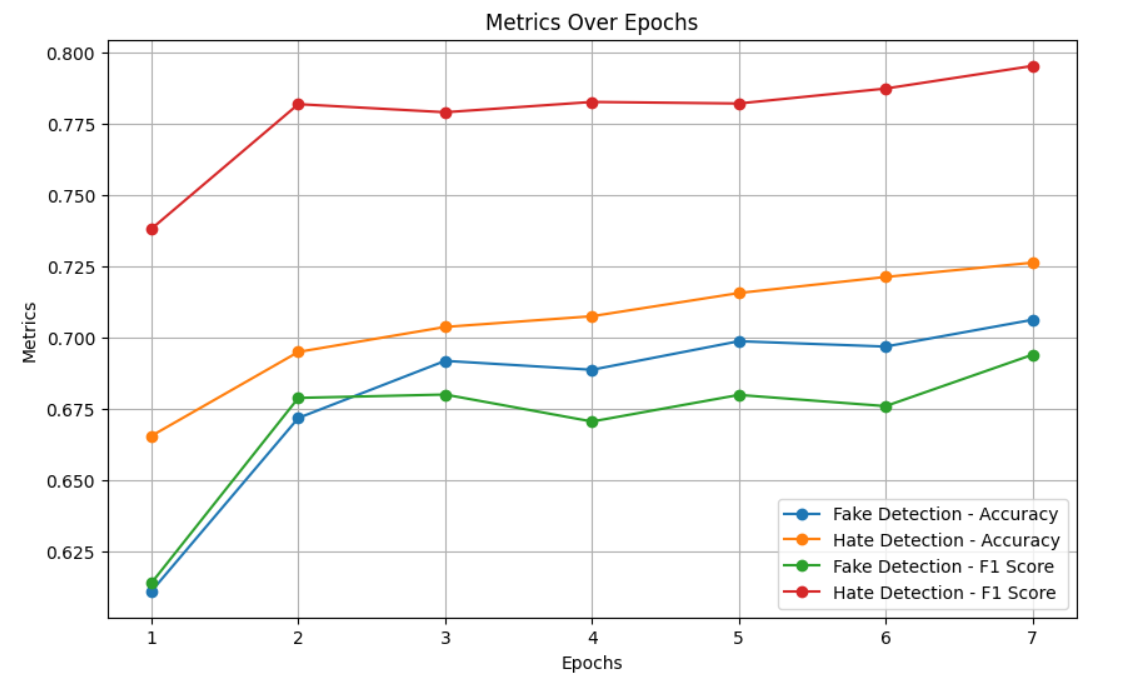 Metrics Over Epochs
0.800
0.775
0.750
0.725
0.700
0.675
0.650
0.625
Metrics
1 2 3 4 5 6 7
Epochs
Fake Detection - Accuracy
Hate Detection - Accuracy
Fake Detection - F1 Score
Hate Detection - F1 Score